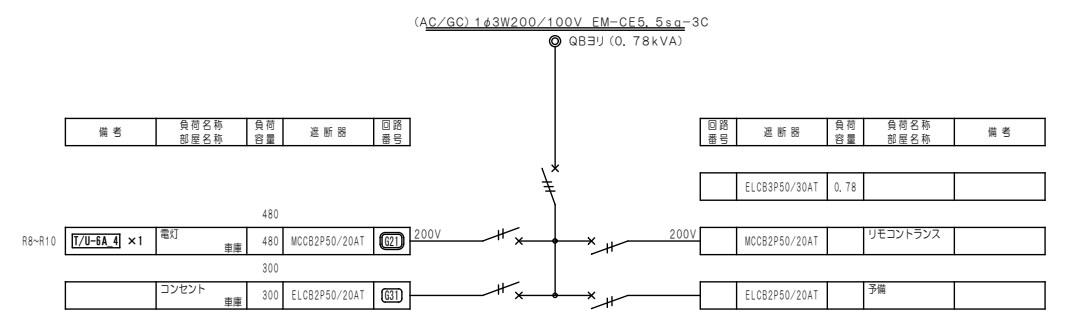 (AC/GC) 1φ3W200/100V EM-CE5.5sq-3C
QBヨリ(0.78kVA)
備考 負荷名称 負荷 遮断器 回路
部屋名称 容量 番号
回路 遮断器 負荷 負荷名称 備考
番号 容量 部屋名称
ELCB3P50/30AT 0.78
480
R8~R10 T/U-6A_4 ×1 電灯 車庫 480 MCCB2P50/20AT G21 200V
200V MCCB2P50/20AT リモコントランス
300
コンセント 車庫 300 ELCB2P50/20AT G31
ELCB2P50/20AT 予備